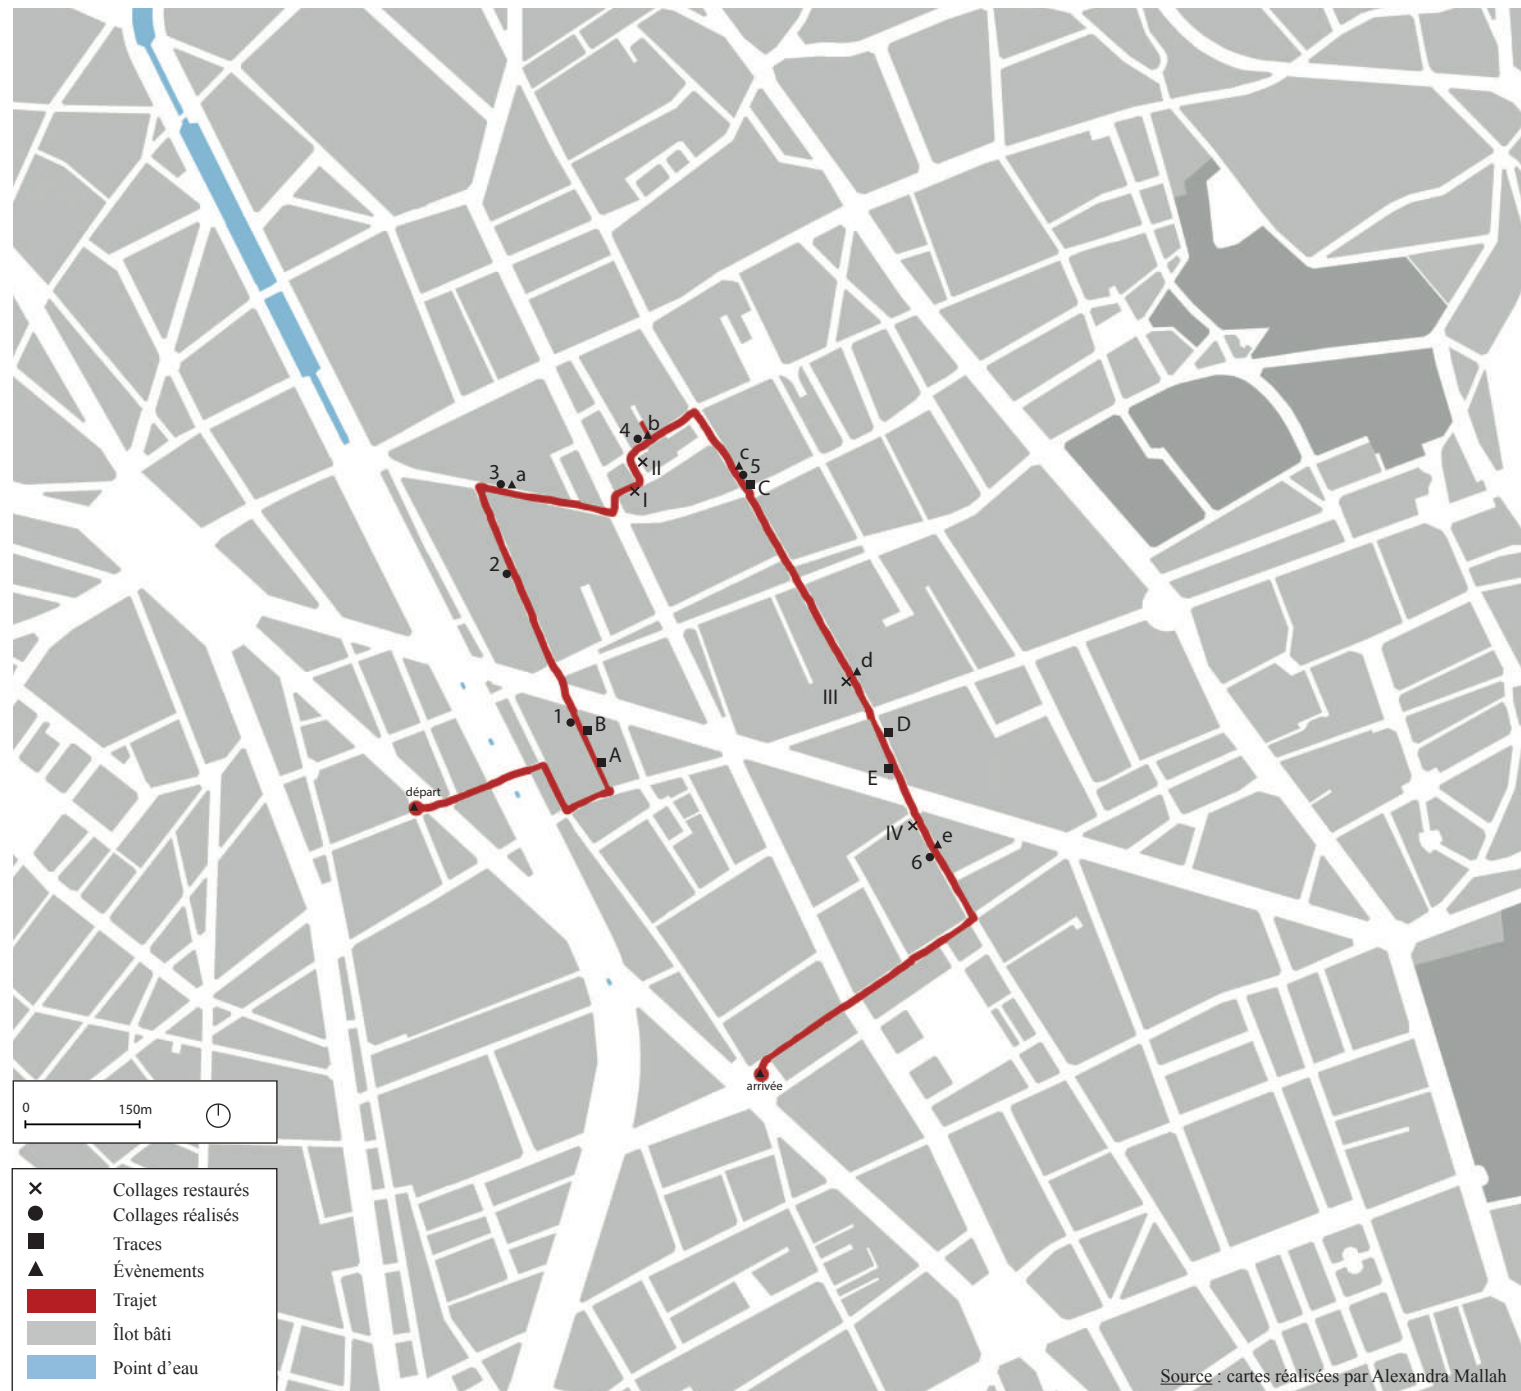 4
b
II
I
c
5
C
3
a
2
d
III
D
E
1
B
A
départ
IV
e
6
arrivée
0 150m
Collages restaurés
Collages réalisés
Traces
Évènements
Trajet
Îlot bâti
Point d’eau
Source : cartes réalisées par Alexandra Mallah